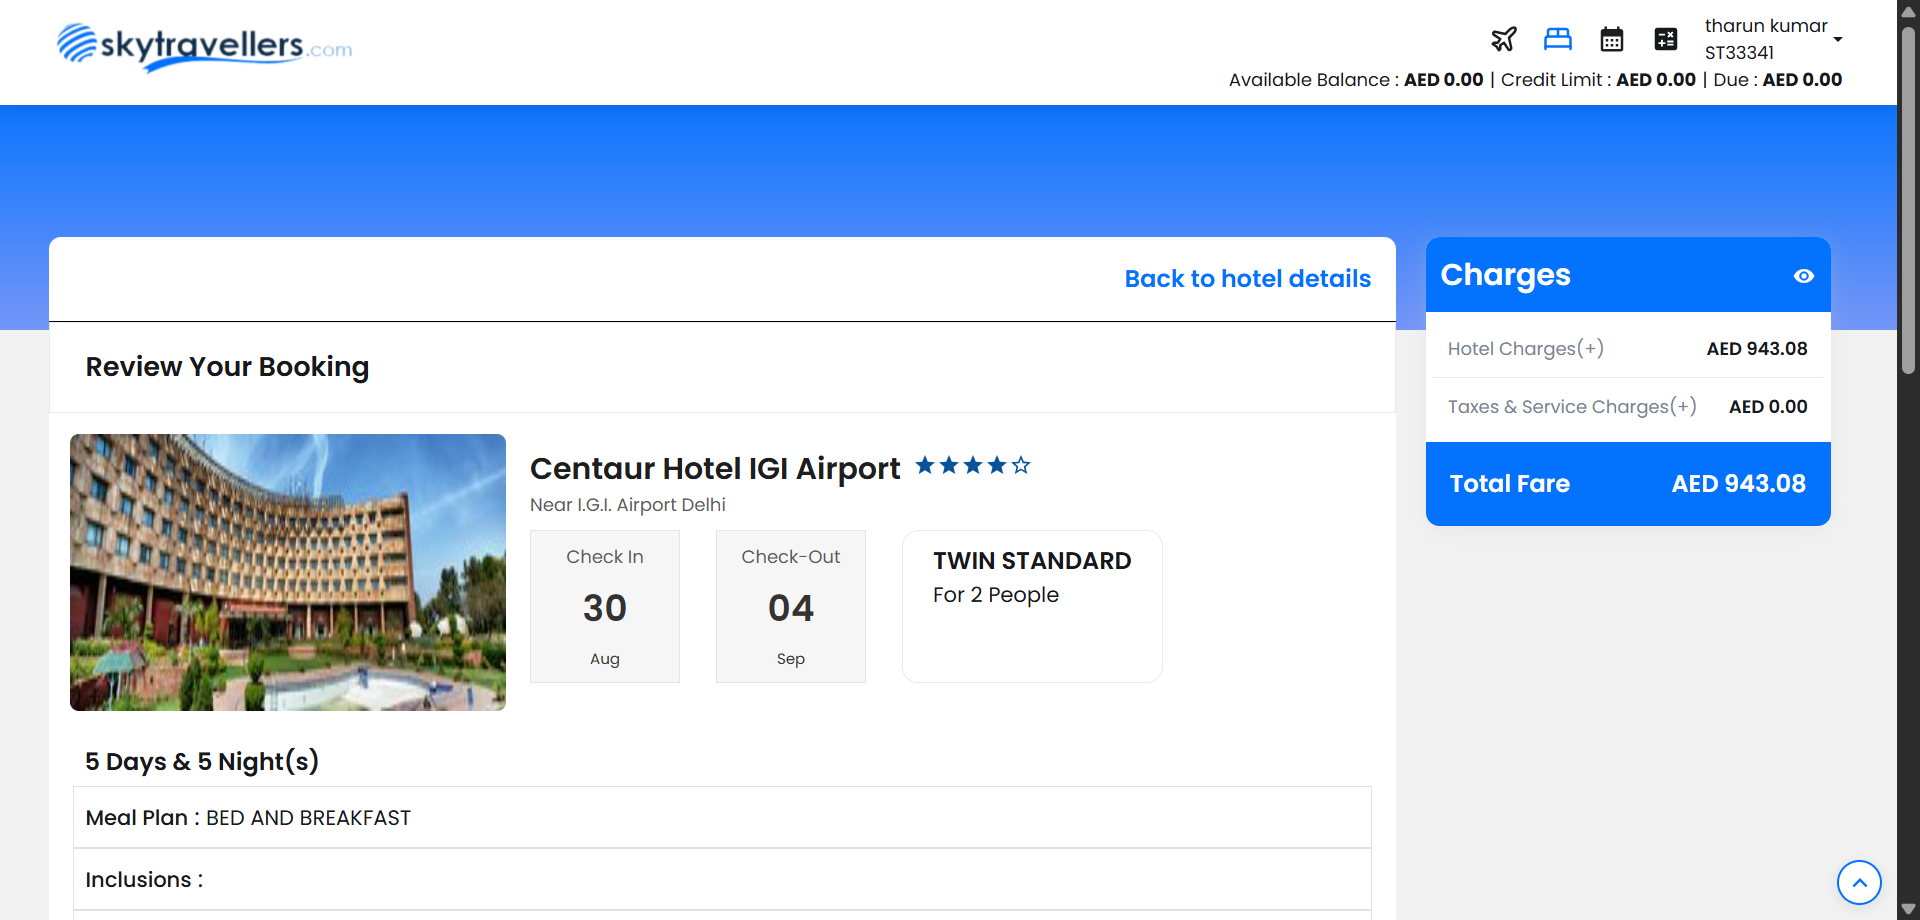 skytravellers.com
tharun kumar
ST33341
Available Balance : AED 0.00 | Credit Limit : AED 0.00 | Due : AED 0.00
Back to hotel details
Review Your Booking
Centaur Hotel IGI Airport
Near I.G.I. Airport Delhi
Check In
30
Aug
Check-Out
04
Sep
TWIN STANDARD
For 2 People
5 Days & 5 Night(s)
Meal Plan : BED AND BREAKFAST
Inclusions :
Charges
Hotel Charges(+) AED 943.08
Taxes & Service Charges(+) AED 0.00
Total Fare AED 943.08